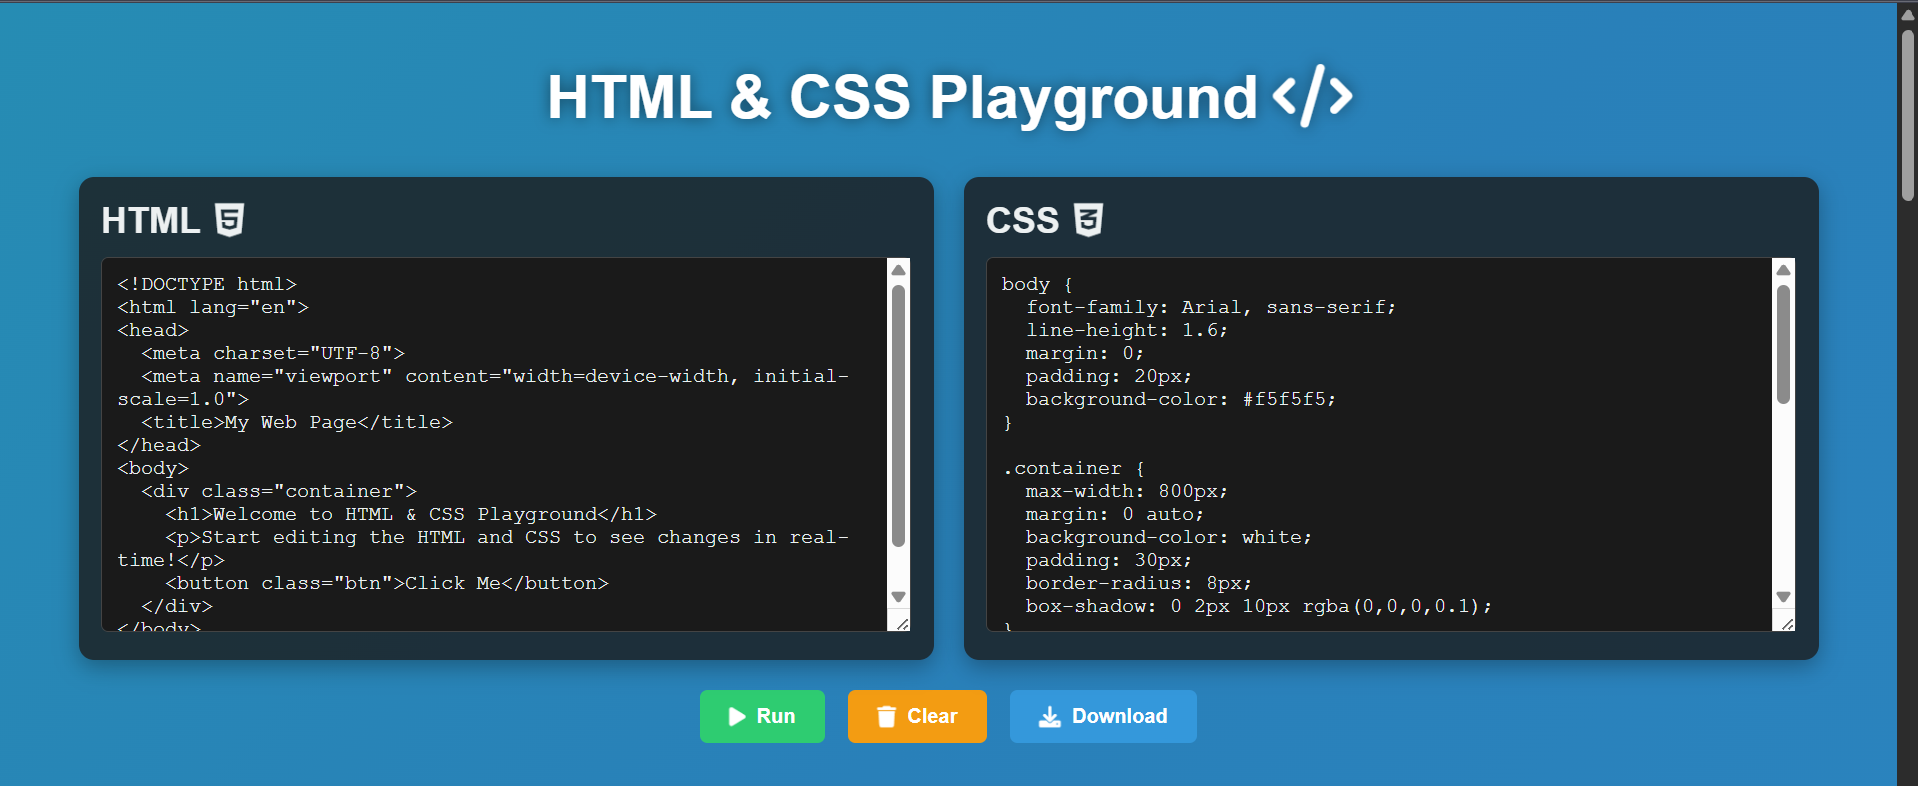 HTML & CSS Playground </>
HTML 5
<!DOCTYPE html>
<html lang="en">
<head>
  <meta charset="UTF-8">
  <meta name="viewport" content="width=device-width, initial-
scale=1.0">
  <title>My Web Page</title>
</head>
<body>
  <div class="container">
    <h1>Welcome to HTML & CSS Playground</h1>
    <p>Start editing the HTML and CSS to see changes in real-
time!</p>
    <button class="btn">Click Me</button>
  </div>
</body>
CSS 3
body {
  font-family: Arial, sans-serif;
  line-height: 1.6;
  margin: 0;
  padding: 20px;
  background-color: #f5f5f5;
}
.container {
  max-width: 800px;
  margin: 0 auto;
  background-color: white;
  padding: 30px;
  border-radius: 8px;
  box-shadow: 0 2px 10px rgba(0,0,0,0.1);
}
Run
Clear
Download